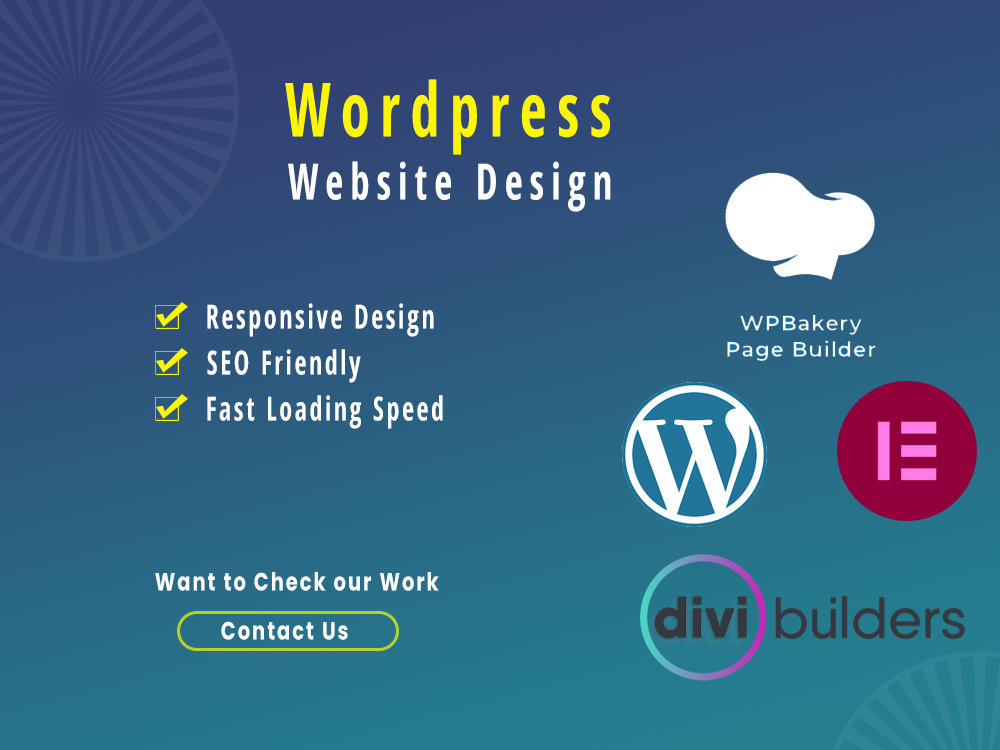 Wordpress
Website Design
Responsive Design
SEO Friendly
Fast Loading Speed
Want to Check our Work
Contact Us
WPBakery
Page Builder
W
divi bulders